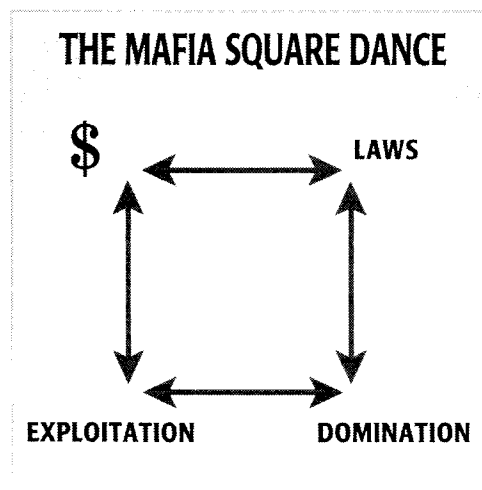 THE MAFIA SQUARE DANCE
$
LAWS
EXPLOITATION
DOMINATION